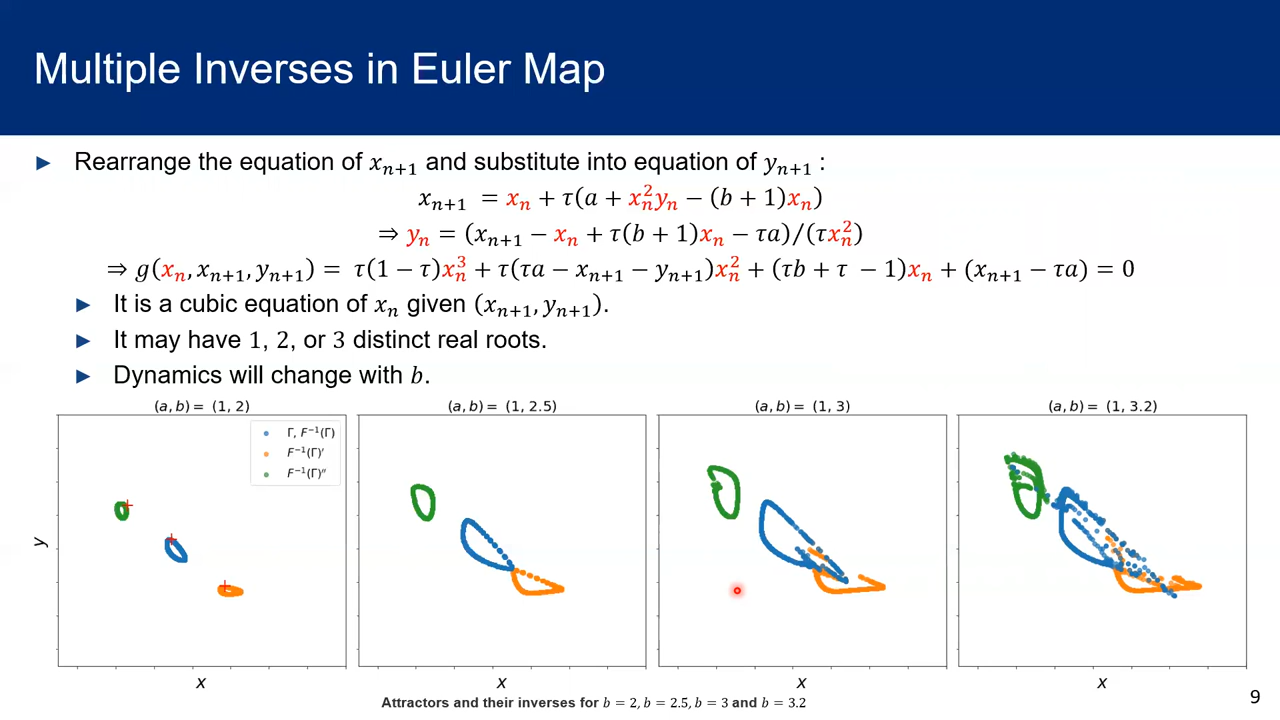 Multiple Inverses in Euler Map
► Rearrange the equation of xₙ₊₁ and substitute into equation of yₙ₊₁ :
xₙ₊₁ = xₙ + τ(a + xₙ²yₙ − (b + 1)xₙ)
⇒ yₙ = (xₙ₊₁ − xₙ + τ(b + 1)xₙ − τa)/(τxₙ²)
⇒ g(xₙ, xₙ₊₁, yₙ₊₁) = τ(1 − τ)xₙ³ + τ(τa − xₙ₊₁ − yₙ₊₁)xₙ² + (τb + τ − 1)xₙ + (xₙ₊₁ − τa) = 0
► It is a cubic equation of xₙ given (xₙ₊₁, yₙ₊₁).
► It may have 1, 2, or 3 distinct real roots.
► Dynamics will change with b.
(a, b) = (1, 2)
(a, b) = (1, 2.5)
(a, b) = (1, 3)
(a, b) = (1, 3.2)
Γ, F⁻¹(Γ)
F⁻¹(Γ)′
F⁻¹(Γ)″
y
x
x
x
x
Attractors and their inverses for b = 2, b = 2.5, b = 3 and b = 3.2
9